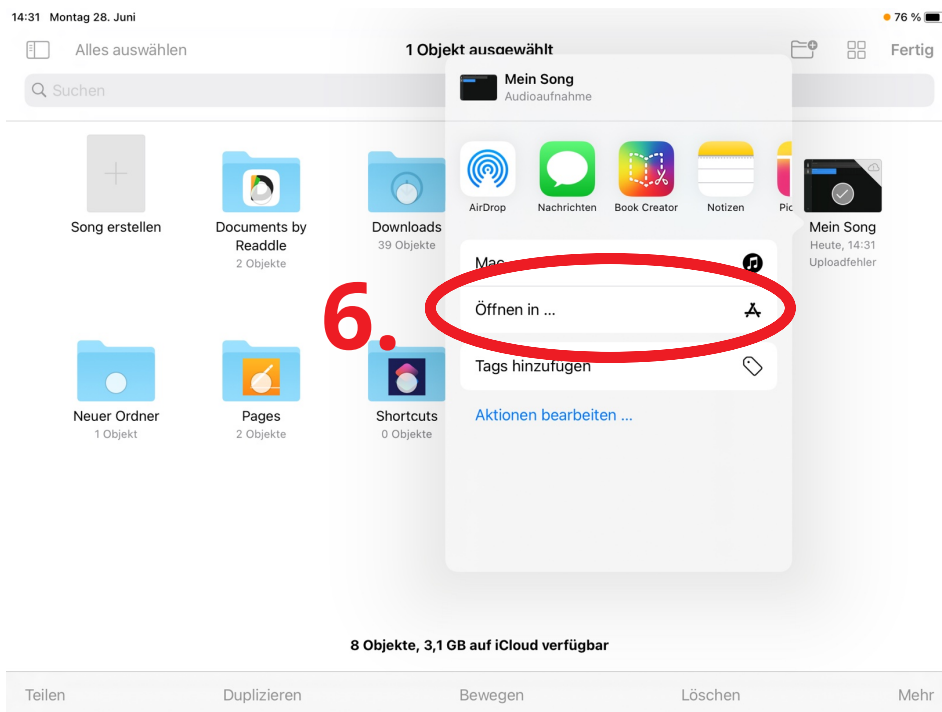 14:31 Montag 28. Juni
76 %
Alles auswählen
1 Objekt ausgewählt
Fertig
Suchen
Mein Song
Audioaufnahme
AirDrop
Nachrichten
Book Creator
Notizen
Song erstellen
Documents by
Readdle
2 Objekte
Downloads
39 Objekte
Mein Song
Heute, 14:31
Uploadfehler
6.
Öffnen in ...
Tags hinzufügen
Aktionen bearbeiten ...
Neuer Ordner
1 Objekt
Pages
2 Objekte
Shortcuts
0 Objekte
8 Objekte, 3,1 GB auf iCloud verfügbar
Teilen
Duplizieren
Bewegen
Löschen
Mehr